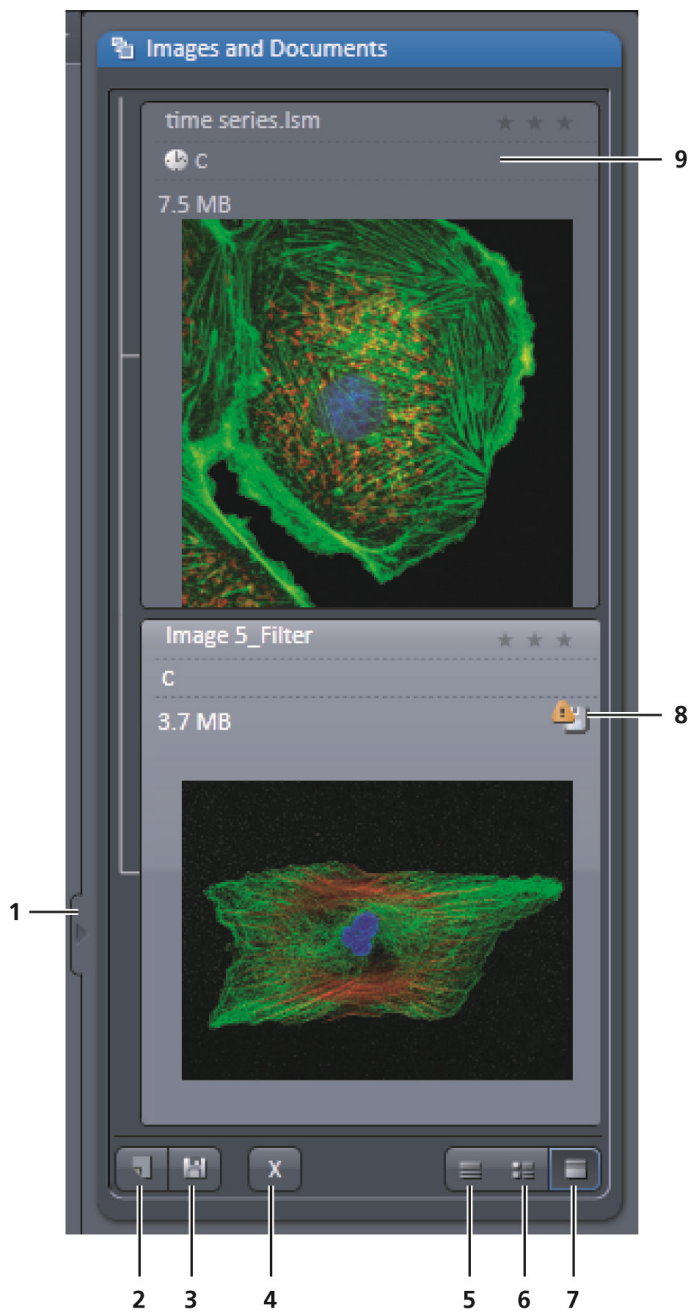 Images and Documents
time series.lsm
C
9
7.5 MB
Image 5_Filter
C
3.7 MB
8
1
X
2
3
4
5
6
7